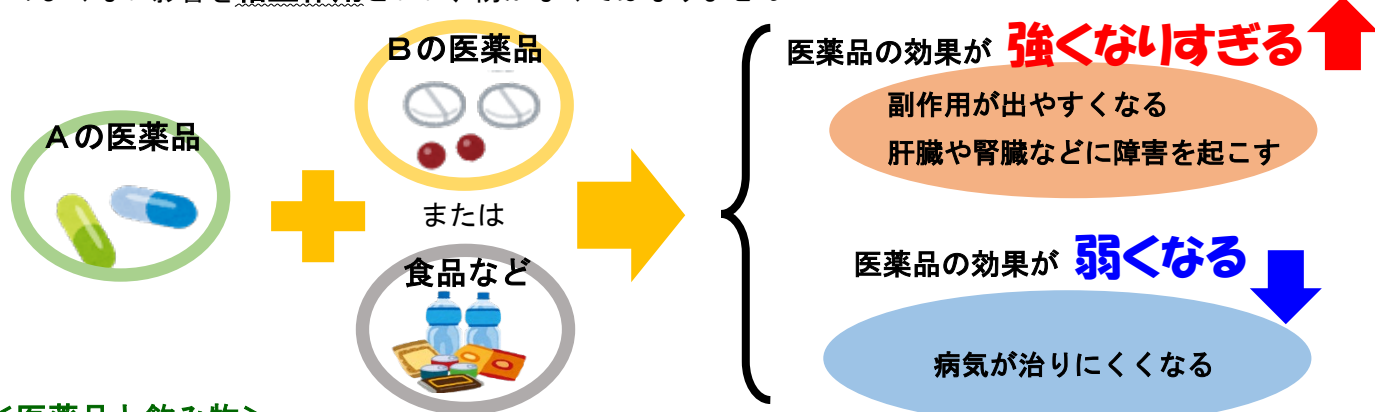 Aの医薬品
Bの医薬品
または
食品など
医薬品の効果が 強くなりすぎる
副作用が出やすくなる
肝臓や腎臓などに障害を起こす
医薬品の効果が 弱くなる
病気が治りにくくなる